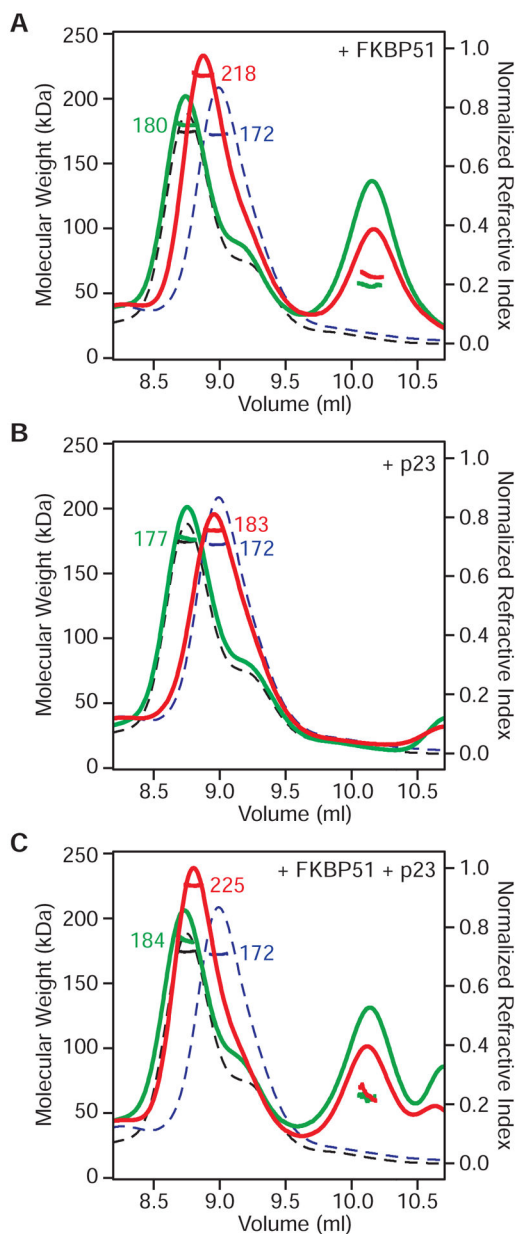 A
+ FKBP51
250
200
150
100
50
0
1.0
0.8
0.6
0.4
0.2
0.0
218
180
172
Molecular Weight (kDa)
Normalized Refractive Index
8.5 9.0 9.5 10.0 10.5
Volume (ml)
B
+ p23
250
200
150
100
50
0
1.0
0.8
0.6
0.4
0.2
0.0
183
177
172
Molecular Weight (kDa)
Normalized Refractive Index
8.5 9.0 9.5 10.0 10.5
Volume (ml)
C
+ FKBP51 + p23
250
200
150
100
50
0
1.0
0.8
0.6
0.4
0.2
0.0
225
184
172
Molecular Weight (kDa)
Normalized Refractive Index
8.5 9.0 9.5 10.0 10.5
Volume (ml)